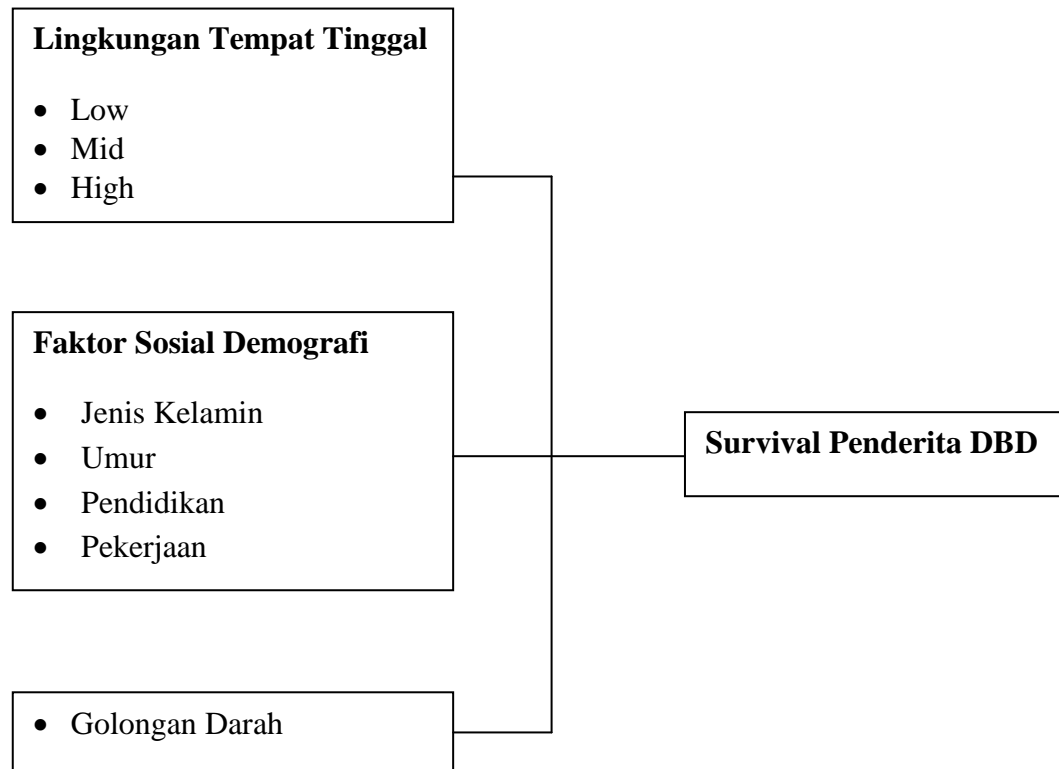 Lingkungan Tempat Tinggal
• Low
• Mid
• High
Faktor Sosial Demografi
• Jenis Kelamin
• Umur
• Pendidikan
• Pekerjaan
Survival Penderita DBD
• Golongan Darah